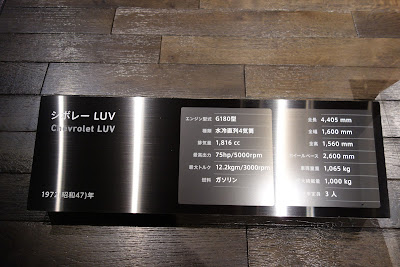 シボレー LUV
Chevrolet LUV
1972(昭和47)年
エンジン型式 G180型
種類 水冷直列4気筒
排気量 1,816 cc
最高出力 75hp/5000rpm
最大トルク 12.2kgm/3000rpm
燃料 ガソリン
全長 4,405 mm
全幅 1,600 mm
全高 1,560 mm
ホイールベース 2,600 mm
車両重量 1,065 kg
1,000 kg
3 人